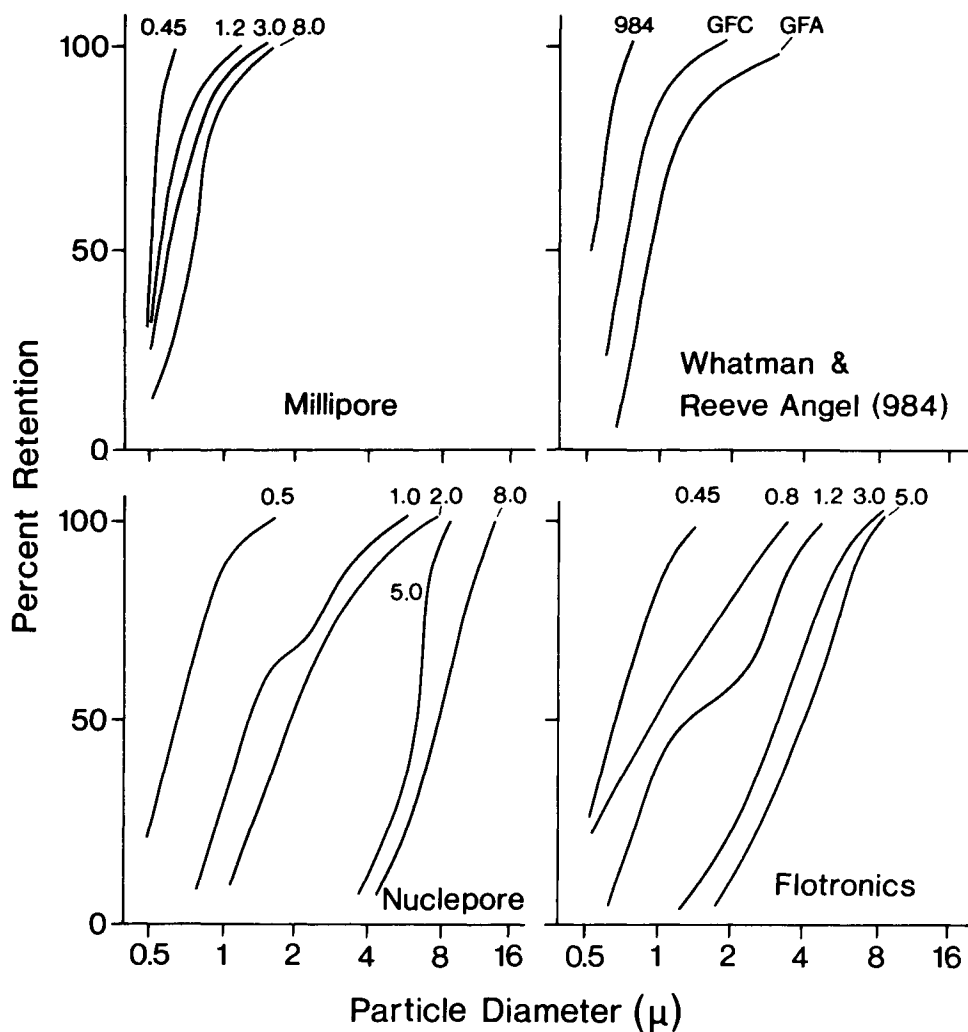 Percent Retention
100
50
0
0.45 1.2 3.0 8.0
Millipore
984 GFC GFA
Whatman &
Reeve Angel (984)
100
50
0
0.5 1.0 2.0 8.0
5.0
Nuclepore
0.5 1 2 4 8 16
0.45 0.8 1.2 3.0 5.0
Flotronics
0.5 1 2 4 8 16
Particle Diameter (μ)